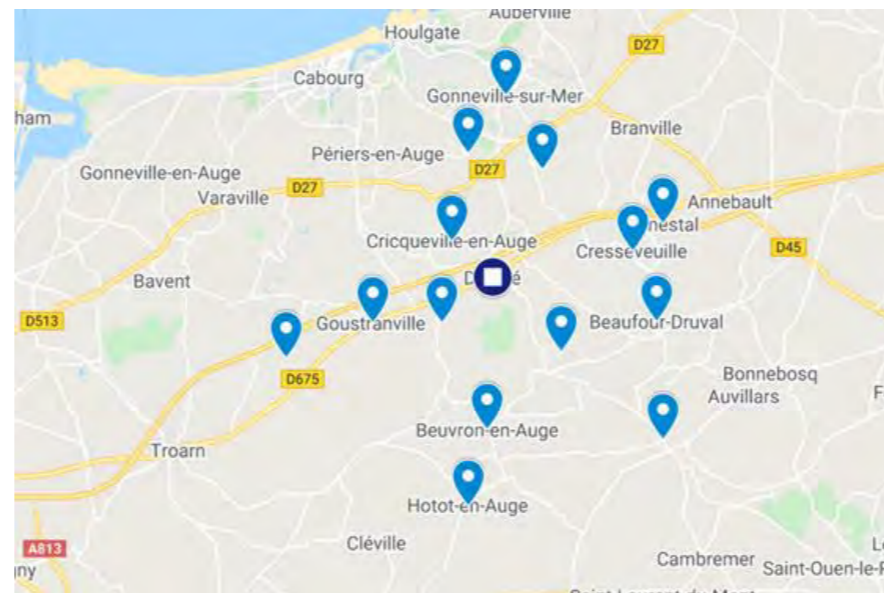 Auberville
Houlgate
D27
Cabourg
Gonneville-sur-Mer
ham
Branville
Périers-en-Auge
D27
Gonneville-en-Auge
D27
Varaville
Annebault
nestal
Cricqueville-en-Auge
Cresseveuille
D45
Bavent
D é
D513
Goustranville
Beaufour-Druval
D675
Bonnebosq
Auvillars
F
Beuvron-en-Auge
Troarn
Hotot-en-Auge
Cléville
A813
Cambremer
Saint-Ouen-le-P
gny